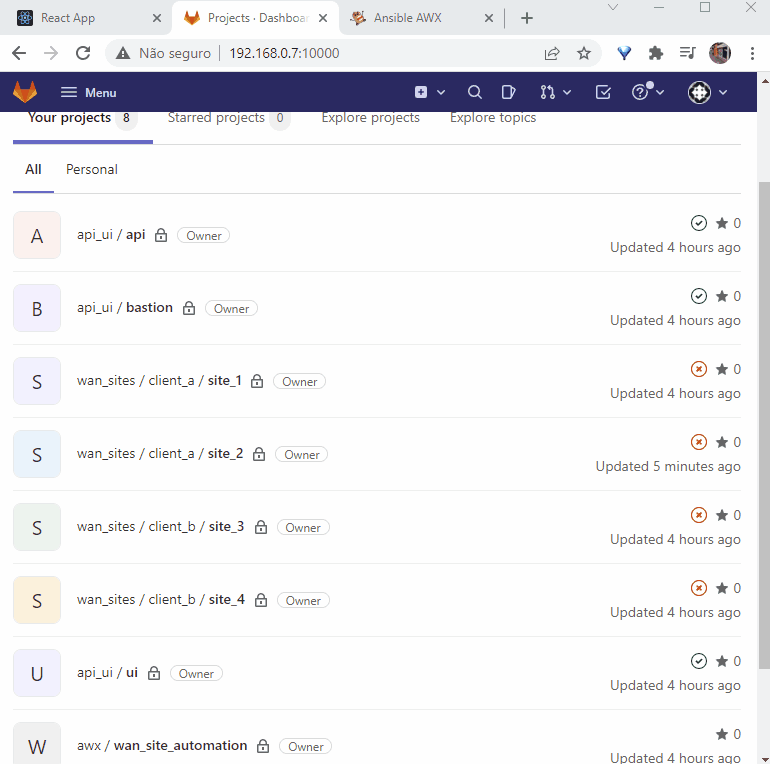 React App
Projects · Dashboar
Ansible AWX
Não seguro
192.168.0.7:10000
Menu
Your projects 8
Starred projects 0
Explore projects
Explore topics
All
Personal
A
api_ui / api
Owner
0
Updated 4 hours ago
B
api_ui / bastion
Owner
0
Updated 4 hours ago
S
wan_sites / client_a / site_1
Owner
0
Updated 4 hours ago
S
wan_sites / client_a / site_2
Owner
0
Updated 5 minutes ago
S
wan_sites / client_b / site_3
Owner
0
Updated 4 hours ago
S
wan_sites / client_b / site_4
Owner
0
Updated 4 hours ago
U
api_ui / ui
Owner
0
Updated 4 hours ago
W
awx / wan_site_automation
Owner
0
Updated 4 hours ago